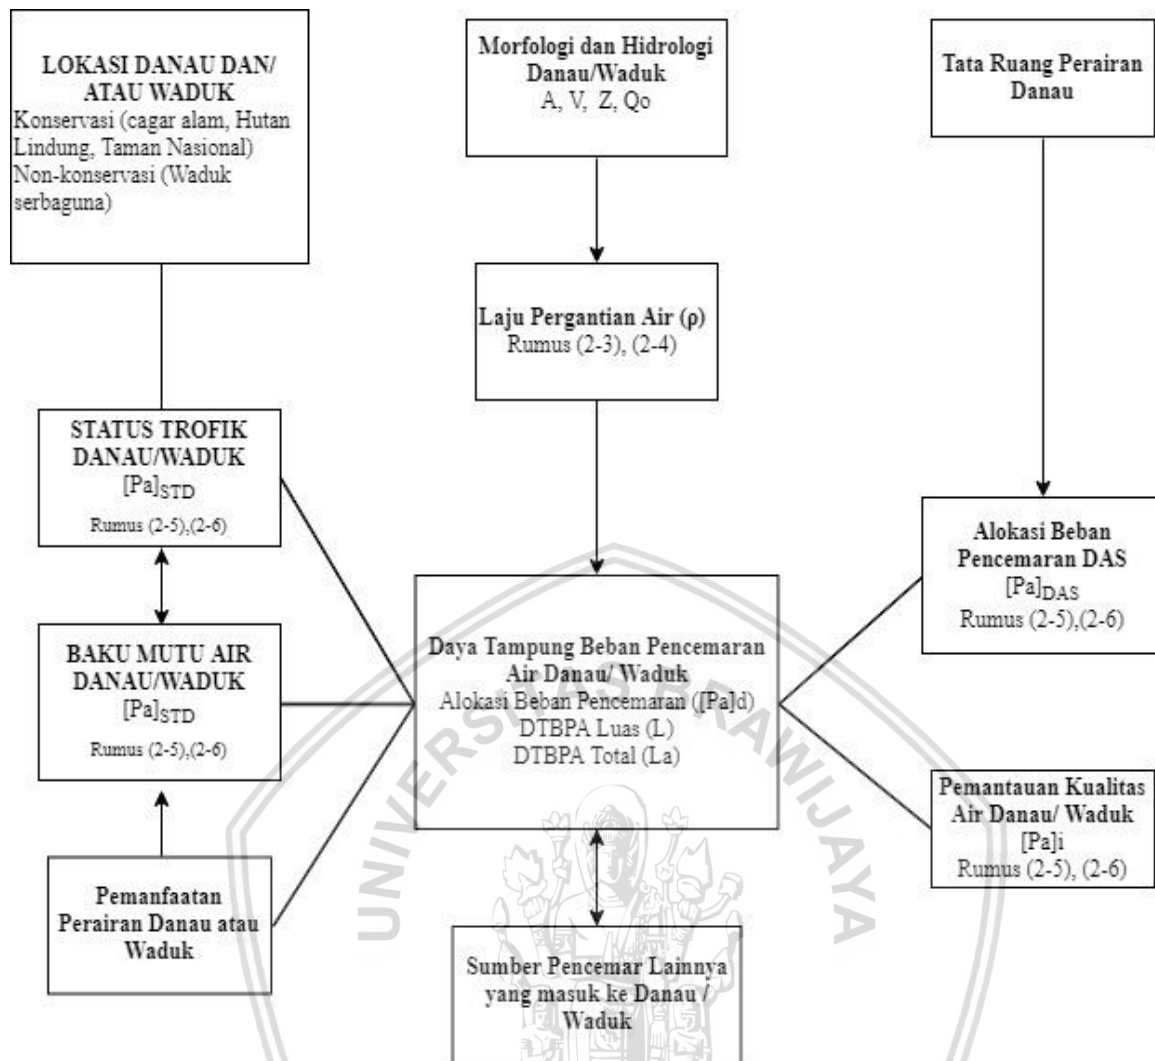 LOKASI DANAU DAN/
ATAU WADUK
Konservasi (cagar alam, Hutan
Lindung, Taman Nasional)
Non-konservasi (Waduk
serbaguna)
Morfologi dan Hidrologi
Danau/Waduk
A, V, Z, Qo
Tata Ruang Perairan
Danau
Laju Pergantian Air (ρ)
Rumus (2-3), (2-4)
STATUS TROFIK
DANAU/WADUK
[Pa]STD
Rumus (2-5),(2-6)
Alokasi Beban
Pencemaran DAS
[Pa]DAS
Rumus (2-5),(2-6)
BAKU MUTU AIR
DANAU/WADUK
[Pa]STD
Rumus (2-5),(2-6)
Daya Tampung Beban Pencemaran
Air Danau/ Waduk
Alokasi Beban Pencemaran ([Pa]d)
DTBPA Luas (L)
DTBPA Total (La)
Pemantauan Kualitas
Air Danau/ Waduk
[Pa]i
Rumus (2-5), (2-6)
Pemanfaatan
Perairan Danau atau
Waduk
Sumber Pencemar Lainnya
yang masuk ke Danau /
Waduk
UNIVERSITAS BRAWIJAYA